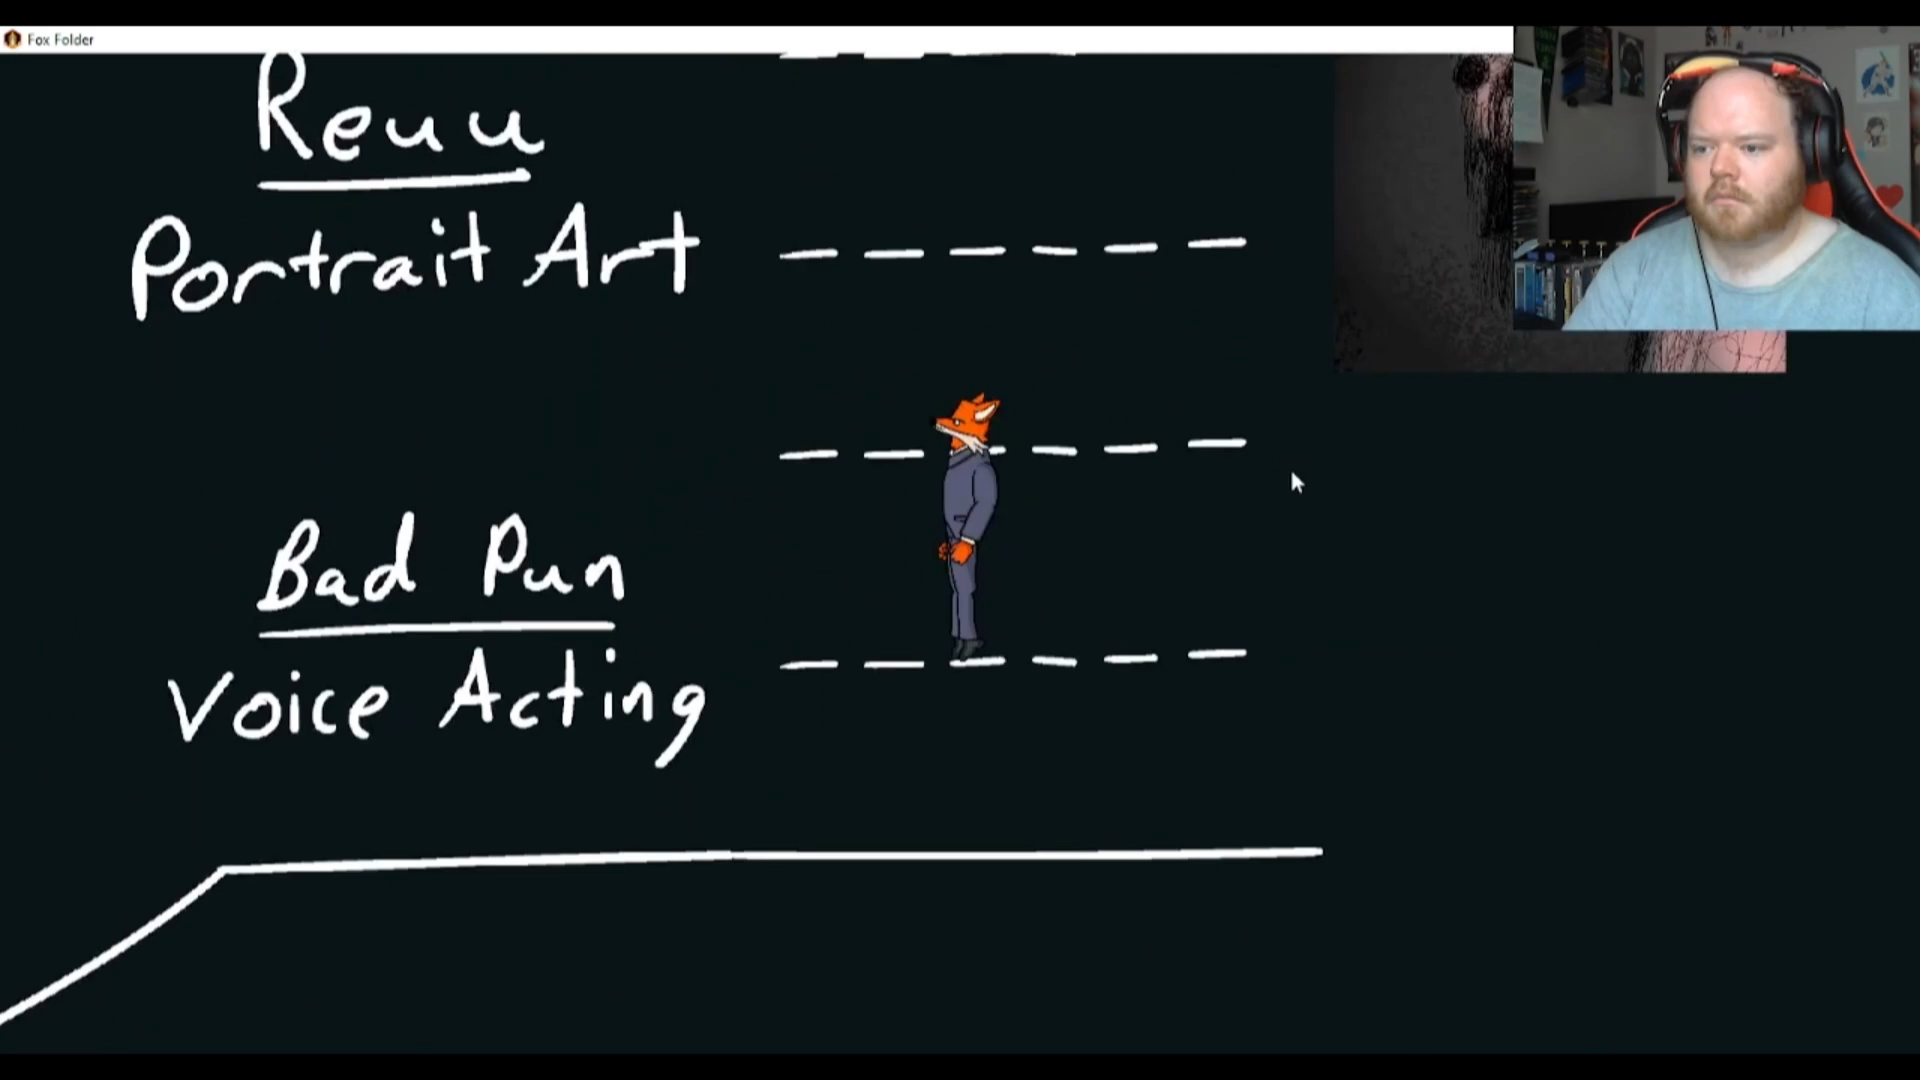 Fox Folder
Reuu
Portrait Art
Bad Pun
Voice Acting